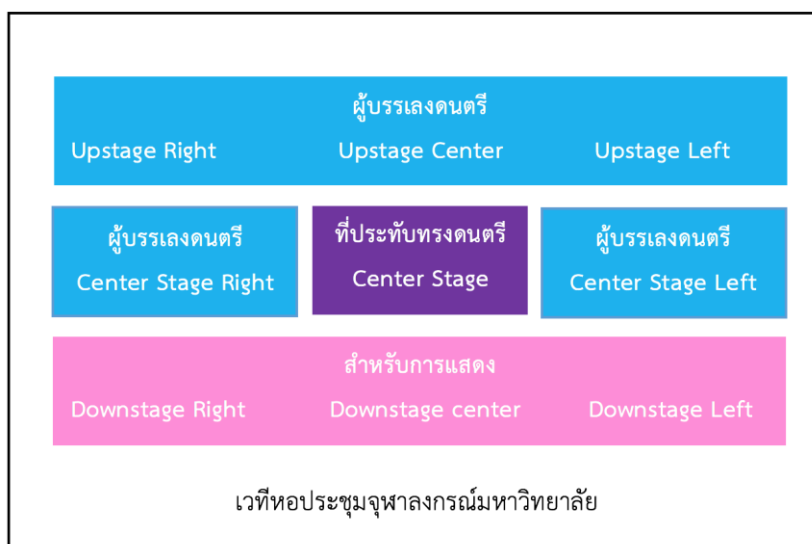 ผู้บรรเลงดนตรี
Upstage Right Upstage Center Upstage Left
ผู้บรรเลงดนตรี
Center Stage Right
ที่ประทับทรงดนตรี
Center Stage
ผู้บรรเลงดนตรี
Center Stage Left
สำหรับการแสดง
Downstage Right Downstage center Downstage Left
เวทีหอประชุมจุฬาลงกรณ์มหาวิทยาลัย